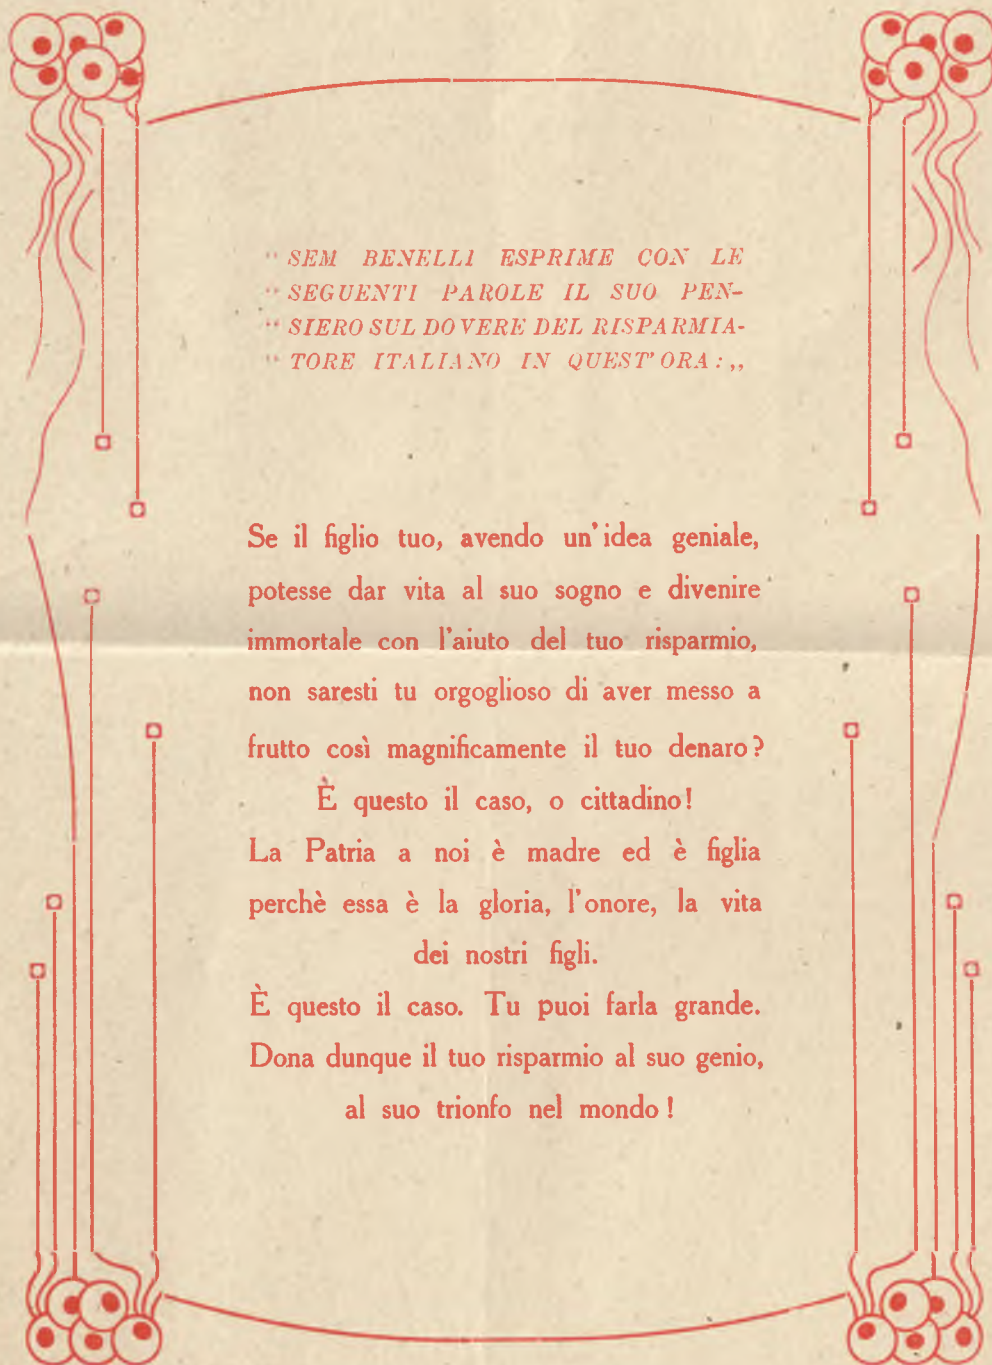 “ SEM BENELLI ESPRIME CON LE
“ SEGUENTI PAROLE IL SUO PEN-
“ SIERO SUL DOVERE DEL RISPARMIA-
“ TORE ITALIANO IN QUEST' ORA : „
Se il figlio tuo, avendo un' idea geniale,
potesse dar vita al suo sogno e divenire
immortale con l'aiuto del tuo risparmio,
non saresti tu orgoglioso di aver messo a
frutto così magnificamente il tuo denaro ?
È questo il caso, o cittadino !
La Patria a noi è madre ed è figlia
perchè essa è la gloria, l'onore, la vita
dei nostri figli.
È questo il caso. Tu puoi farla grande.
Dona dunque il tuo risparmio al suo genio,
al suo trionfo nel mondo !